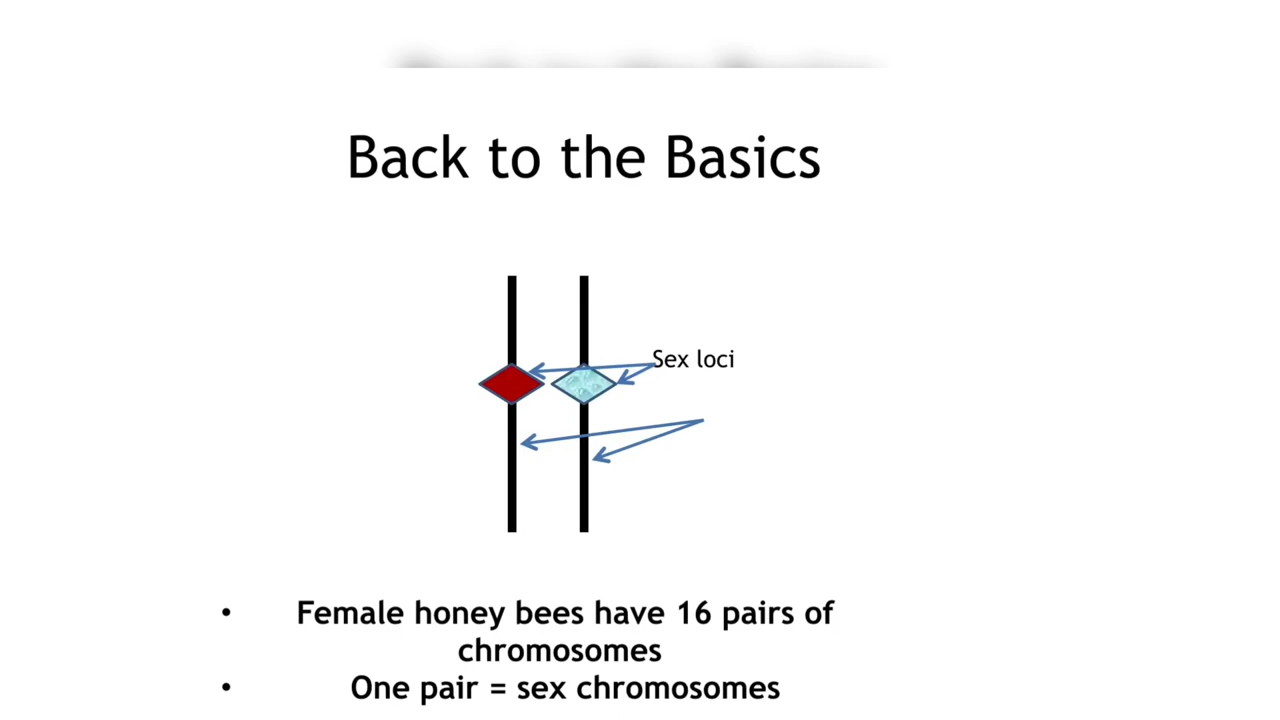 Back to the Basics
Sex loci
• Female honey bees have 16 pairs of
chromosomes
• One pair = sex chromosomes